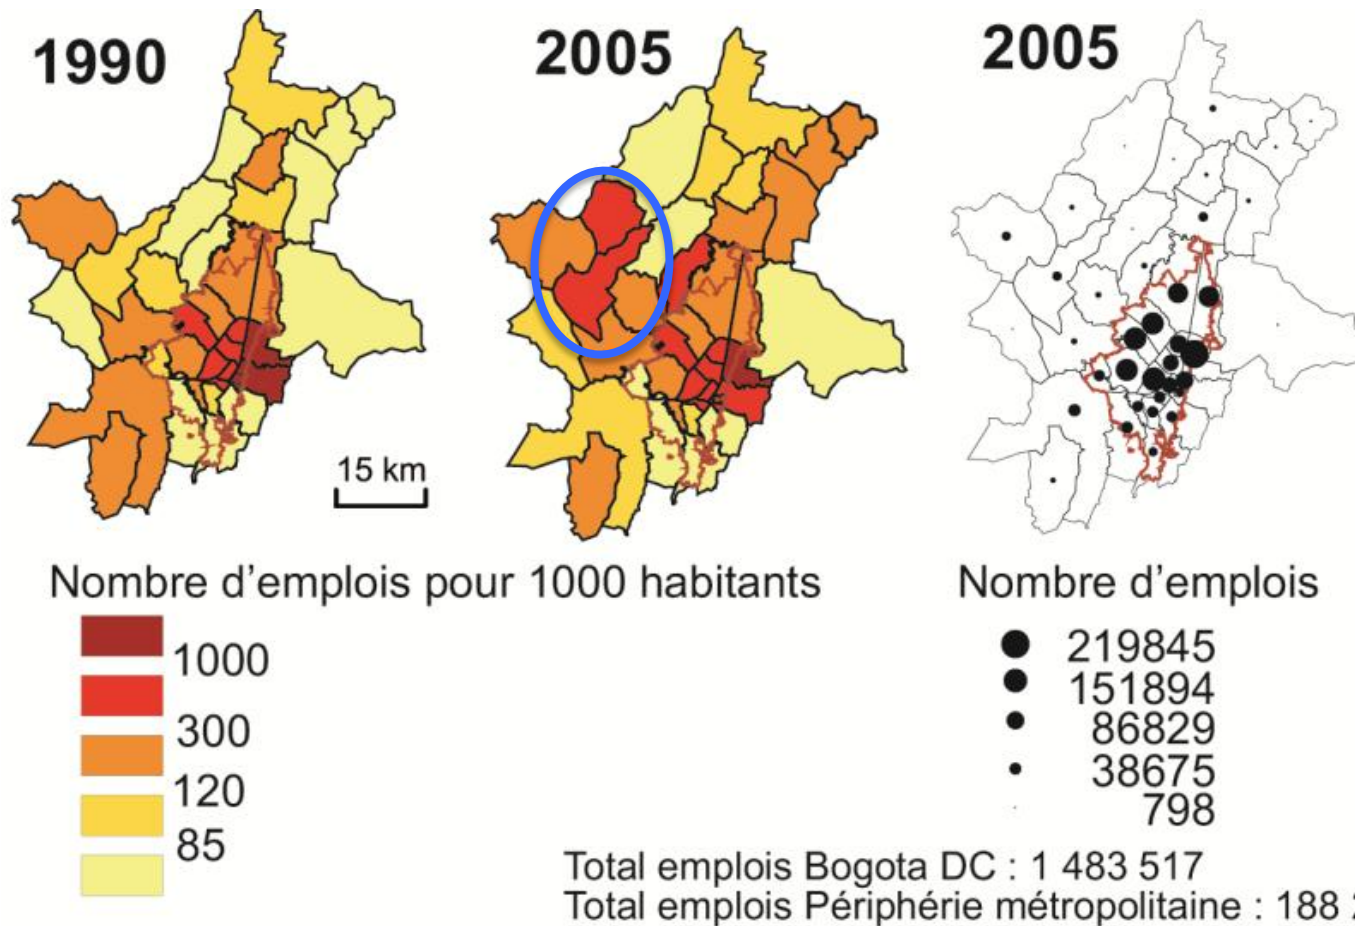 1990
2005
2005
15 km
Nombre d'emplois pour 1000 habitants
1000
300
120
85
Nombre d'emplois
219845
151894
86829
38675
798
Total emplois Bogota DC : 1 483 517
Total emplois Périphérie métropolitaine : 188